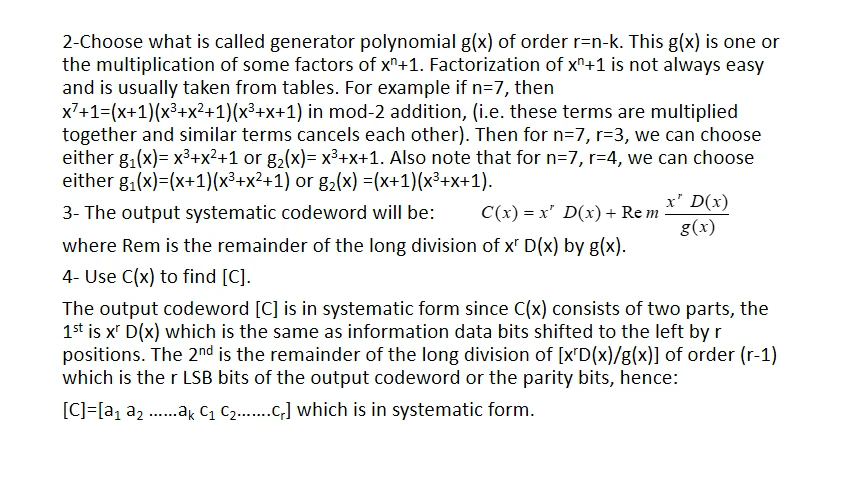 2-Choose what is called generator polynomial g(x) of order r=n-k. This g(x) is one or
the multiplication of some factors of xⁿ+1. Factorization of xⁿ+1 is not always easy
and is usually taken from tables. For example if n=7, then
x⁷+1=(x+1)(x³+x²+1)(x³+x+1) in mod-2 addition, (i.e. these terms are multiplied
together and similar terms cancels each other). Then for n=7, r=3, we can choose
either g₁(x)= x³+x²+1 or g₂(x)= x³+x+1. Also note that for n=7, r=4, we can choose
either g₁(x)=(x+1)(x³+x²+1) or g₂(x) =(x+1)(x³+x+1).
3- The output systematic codeword will be: C(x) = xʳ D(x) + Re m xʳ D(x) / g(x)
where Rem is the remainder of the long division of xʳ D(x) by g(x).
4- Use C(x) to find [C].
The output codeword [C] is in systematic form since C(x) consists of two parts, the
1ˢᵗ is xʳ D(x) which is the same as information data bits shifted to the left by r
positions. The 2ⁿᵈ is the remainder of the long division of [xʳD(x)/g(x)] of order (r-1)
which is the r LSB bits of the output codeword or the parity bits, hence:
[C]=[a₁ a₂ ......aₖ c₁ c₂.......cᵣ] which is in systematic form.